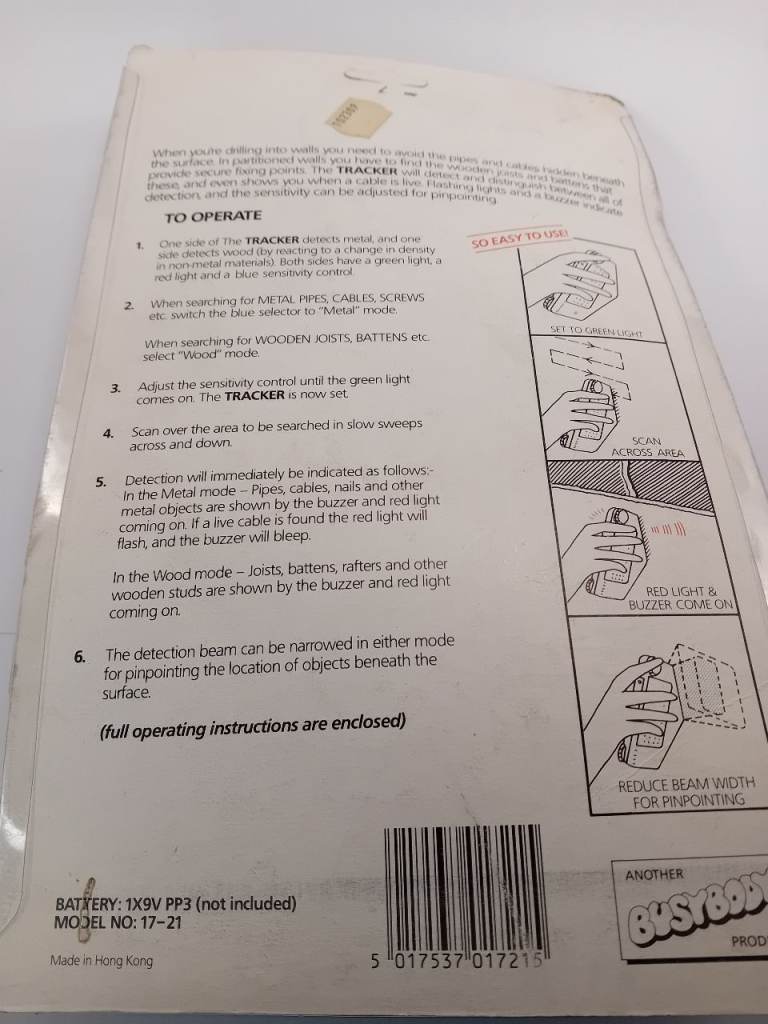 102389
When you're drilling into walls you need to avoid the pipes and cables hidden beneath
the surface. In partitioned walls you have to find the wooden joists and battens that
provide secure fixing points. The TRACKER will detect and distinguish between all of
these, and even shows you when a cable is live. Flashing lights and a buzzer indicate
detection, and the sensitivity can be adjusted for pinpointing.
TO OPERATE
1. One side of The TRACKER detects metal, and one
side detects wood (by reacting to a change in density
in non-metal materials). Both sides have a green light, a
red light and a blue sensitivity control.
2. When searching for METAL PIPES, CABLES, SCREWS
etc. switch the blue selector to "Metal" mode.
When searching for WOODEN JOISTS, BATTENS etc.
select "Wood" mode.
3. Adjust the sensitivity control until the green light
comes on. The TRACKER is now set.
4. Scan over the area to be searched in slow sweeps
across and down.
5. Detection will immediately be indicated as follows:-
In the Metal mode – Pipes, cables, nails and other
metal objects are shown by the buzzer and red light
coming on. If a live cable is found the red light will
flash, and the buzzer will bleep.
In the Wood mode – Joists, battens, rafters and other
wooden studs are shown by the buzzer and red light
coming on.
6. The detection beam can be narrowed in either mode
for pinpointing the location of objects beneath the
surface.
(full operating instructions are enclosed)
SO EASY TO USE!
SET TO GREEN LIGHT
SCAN
ACROSS AREA
RED LIGHT &
BUZZER COME ON
REDUCE BEAM WIDTH
FOR PINPOINTING
BATTERY: 1X9V PP3 (not included)
MODEL NO: 17-21
Made in Hong Kong
5 017537 017215
ANOTHER
BUSYBODY
PROD